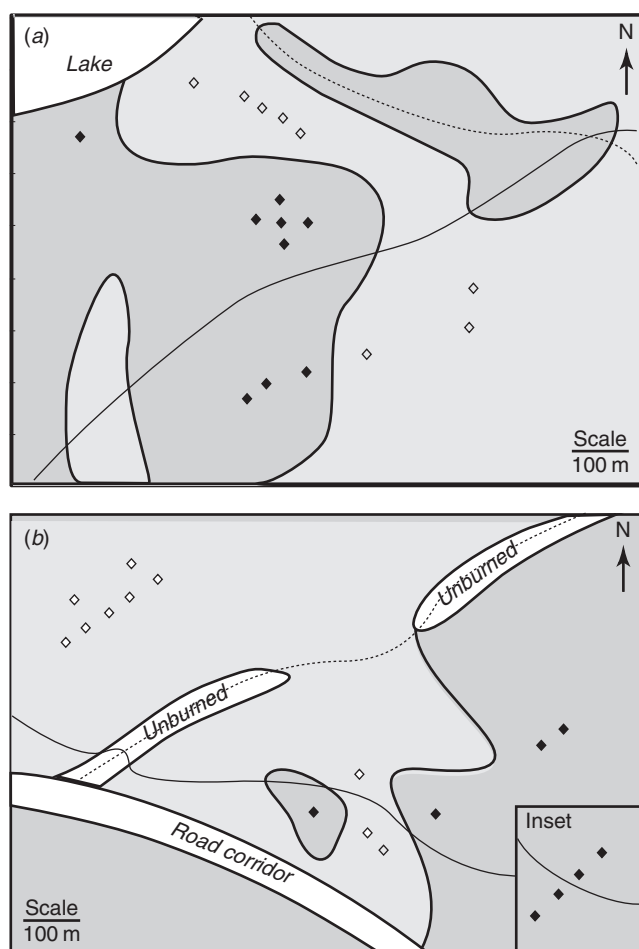 (a)
Lake
N
Scale
100 m
(b)
N
Unburned
Unburned
Road corridor
Inset
Scale
100 m